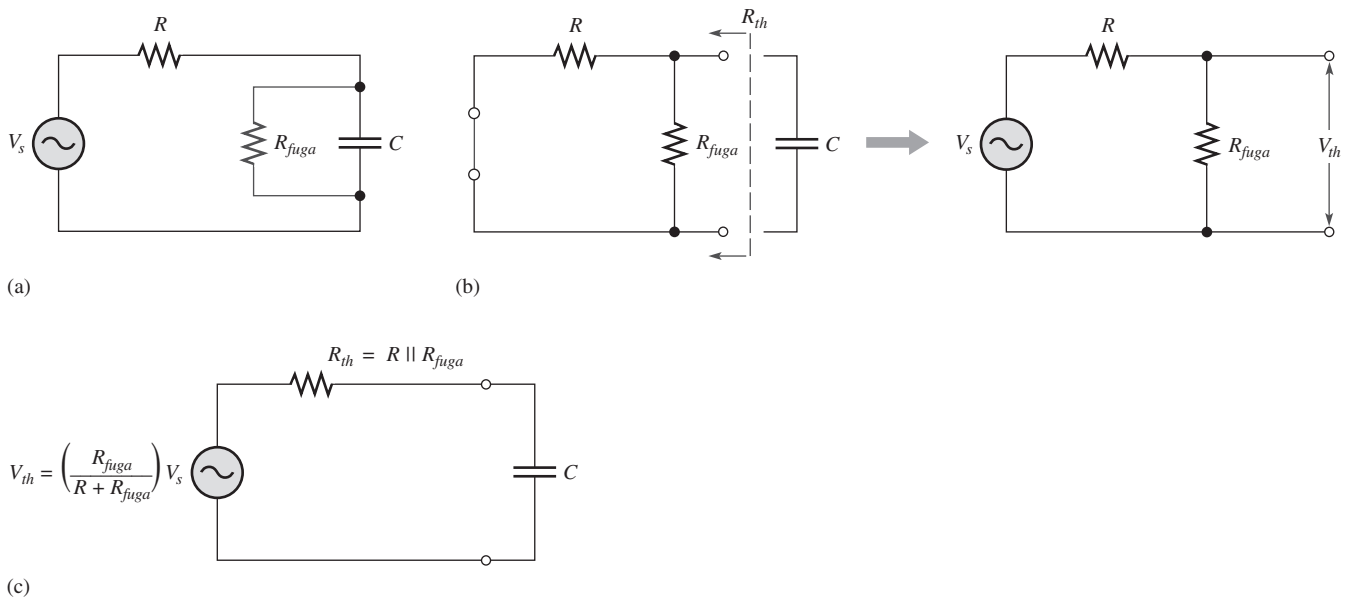 R
V_s
R_fuga
C
(a)
R
R_th
R_fuga
C
(b)
R
V_s
R_fuga
V_th
R_th = R || R_fuga
V_th = (R_fuga / R + R_fuga) V_s
C
(c)